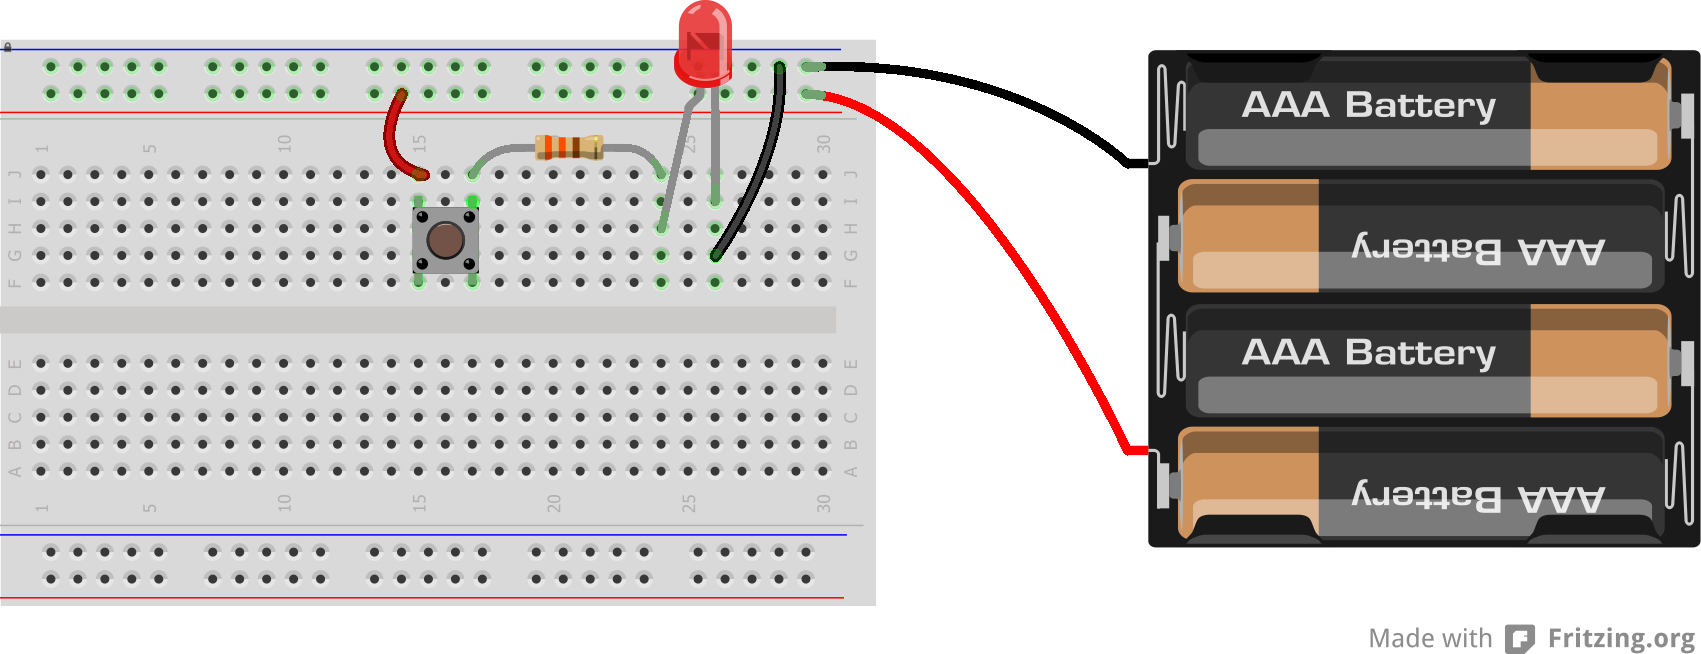 1 5 10 15 20 25 30
J J
I I
H H
G G
F F
E E
D D
C C
B B
A A
1 5 10 15 20 25 30
AAA Battery
AAA Battery
AAA Battery
AAA Battery
Made with Fritzing.org